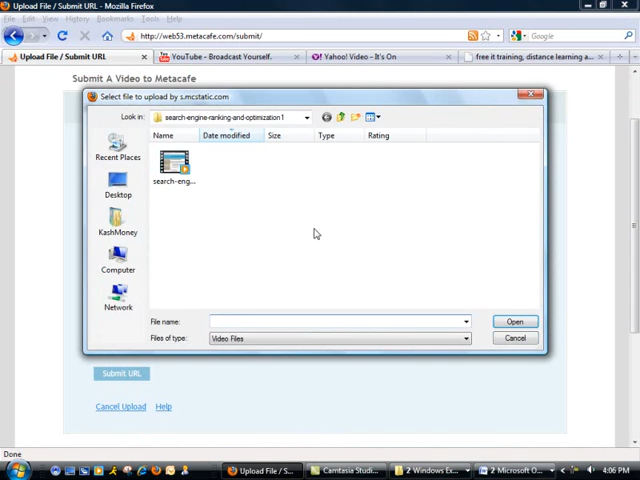 Upload File / Submit URL - Mozilla Firefox
File Edit View History Bookmarks Tools Help
http://web53.metacafe.com/submit/
Google
Upload File / Submit URL
YouTube - Broadcast Yourself.
Yahoo! Video - It's On
free it training, distance learning a...
Submit A Video to Metacafe
Select file to upload by s.mcstatic.com
Look in: search-engine-ranking-and-optimization1
Name Date modified Size Type Rating
Recent Places
search-eng...
Desktop
KashMoney
Computer
Network
File name:
Open
Files of type: Video Files
Cancel
Submit URL
Cancel Upload Help
Done
Upload File / S...
Camtasia Studi...
2 Windows Ex...
2 Microsoft O...
4:06 PM